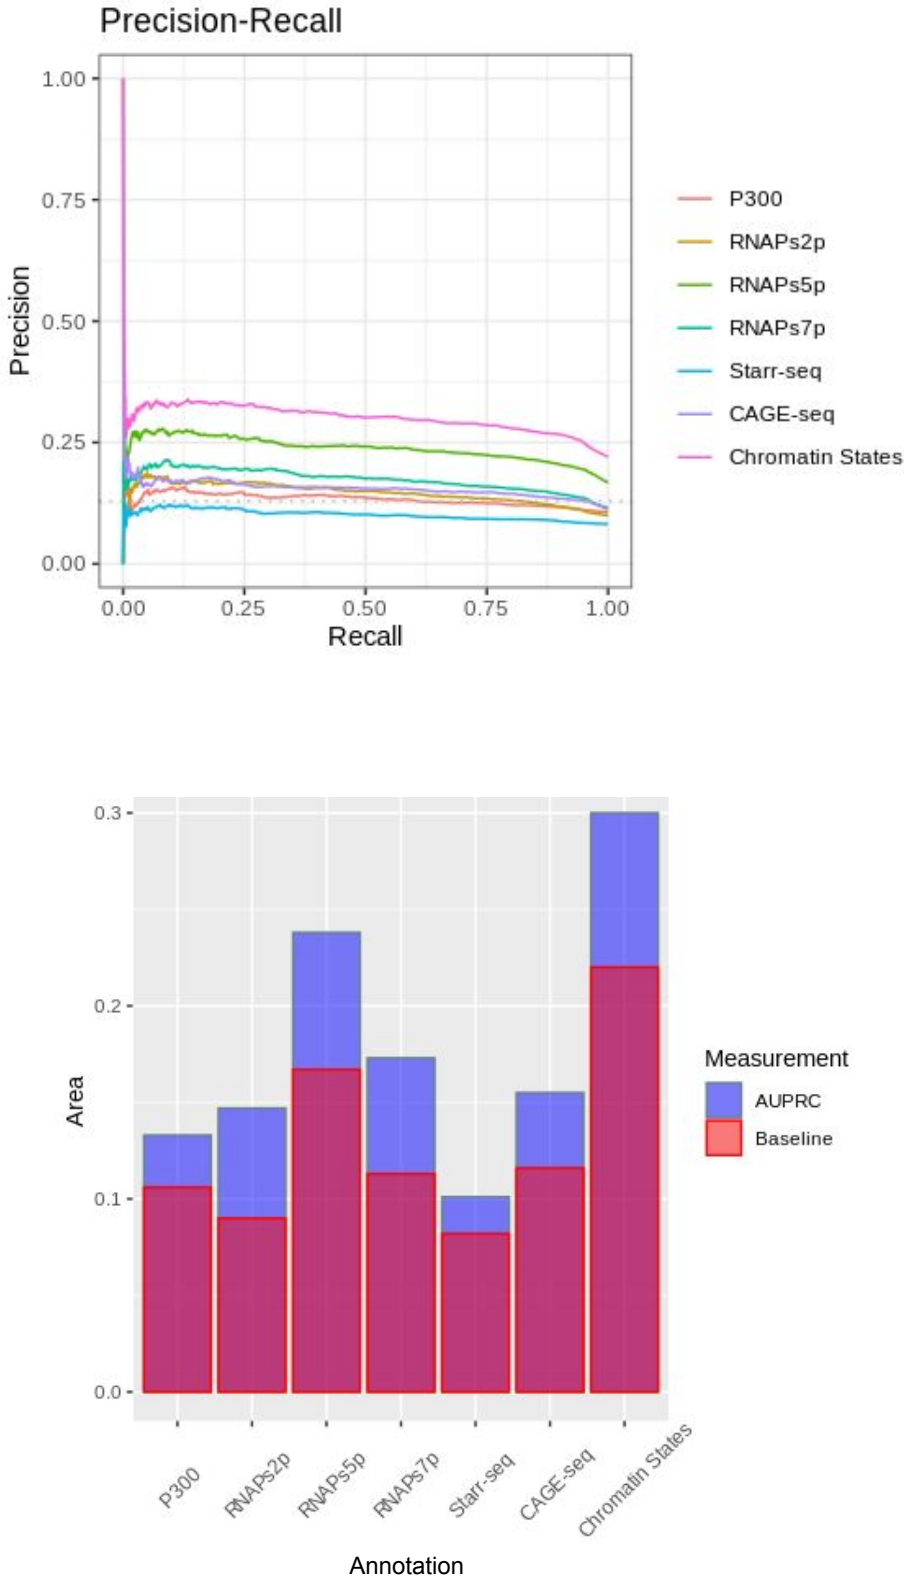 Precision-Recall
1.00
0.75
0.50
0.25
0.00
Precision
0.00 0.25 0.50 0.75 1.00
Recall
P300
RNAPs2p
RNAPs5p
RNAPs7p
Starr-seq
CAGE-seq
Chromatin States
0.3
0.2
0.1
0.0
Area
P300 RNAPs2p RNAPs5p RNAPs7p Starr-seq CAGE-seq Chromatin States
Annotation
Measurement
AUPRC
Baseline